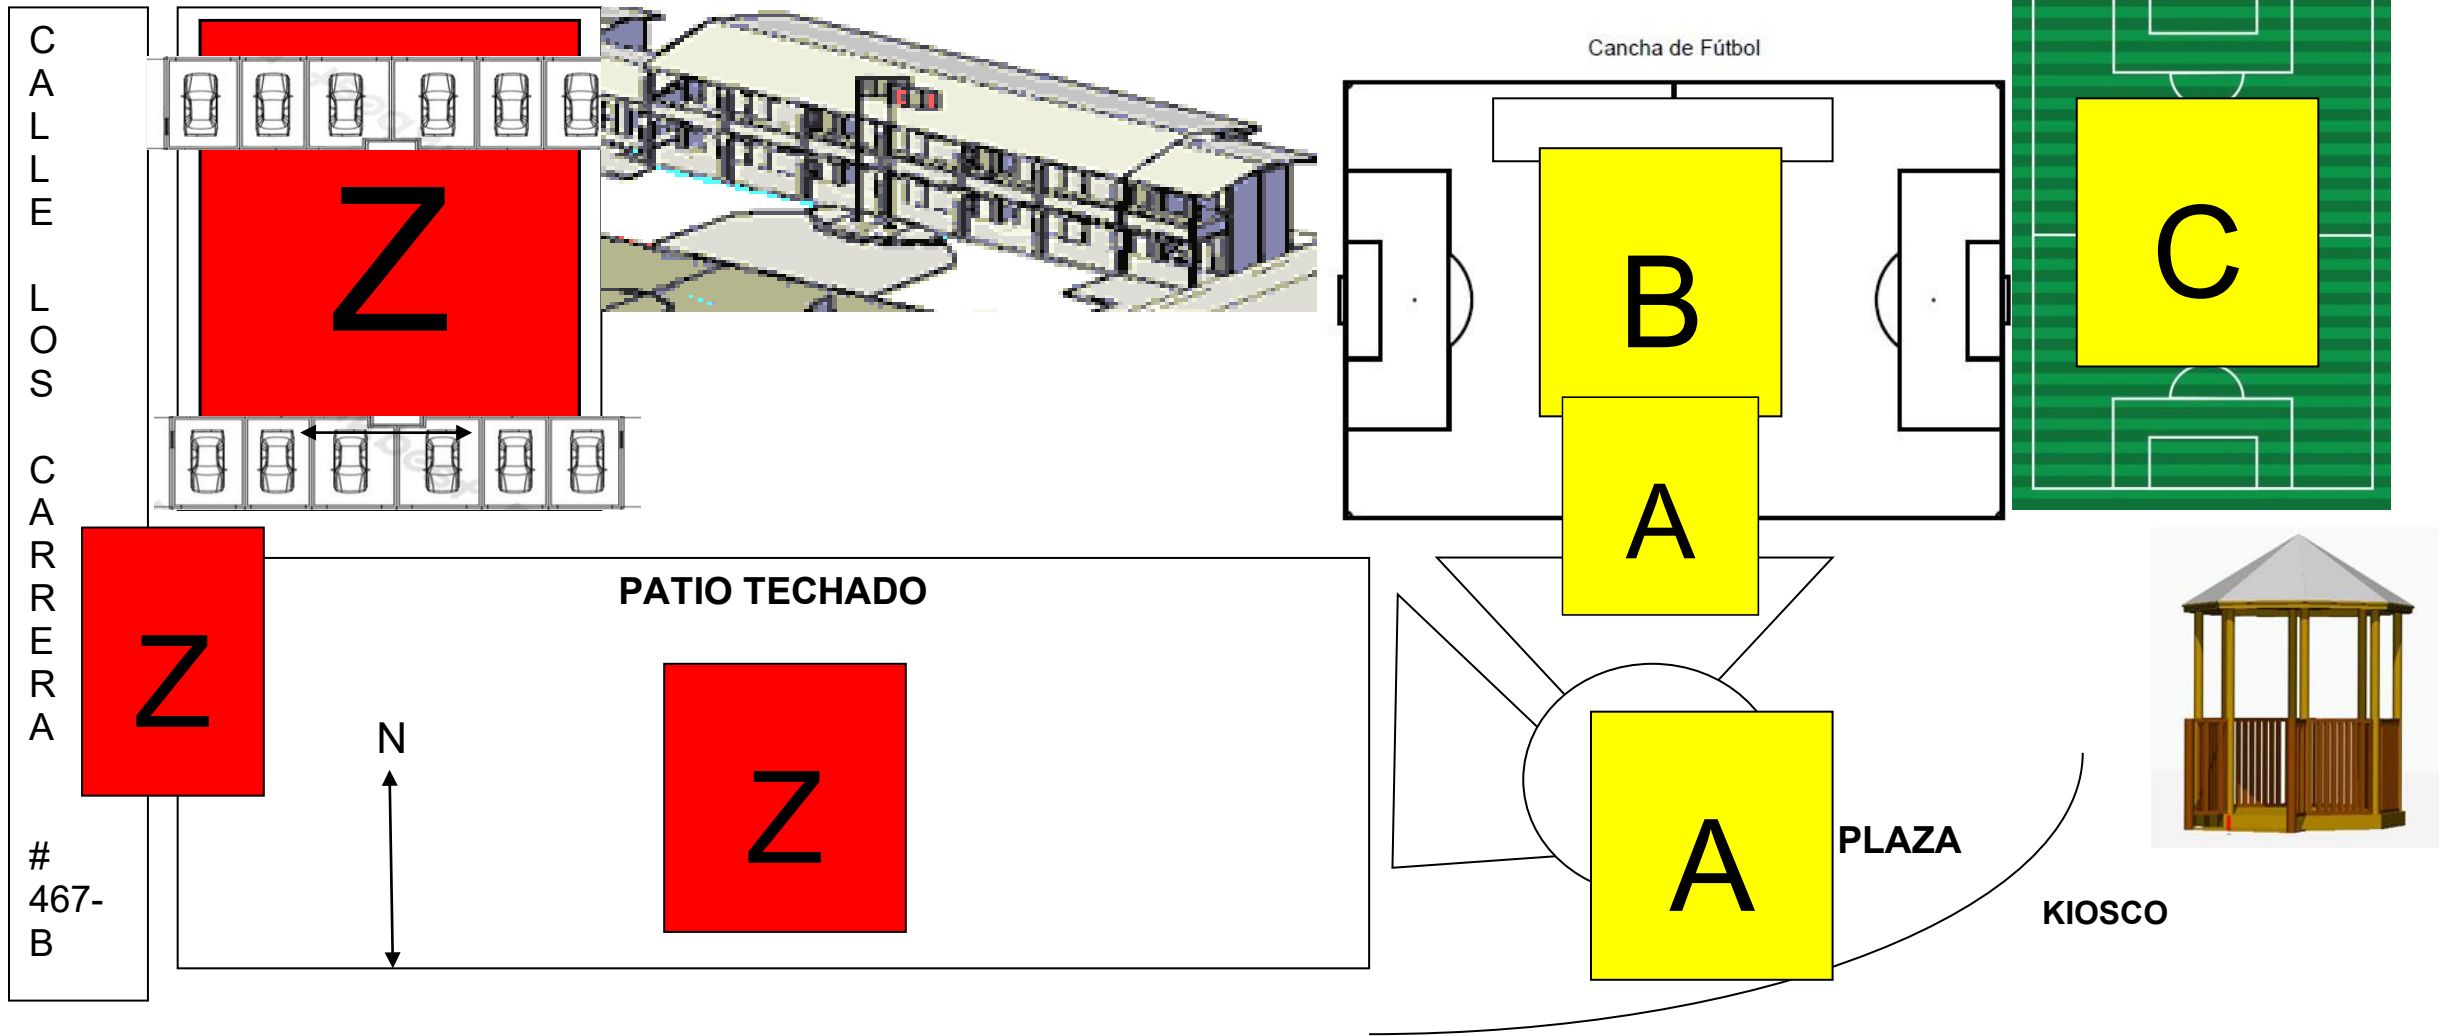 CALLE LOS CARRERA # 467-B
Z
Cancha de Fútbol
B
C
A
PATIO TECHADO
Z
N
Z
A
PLAZA
KIOSCO